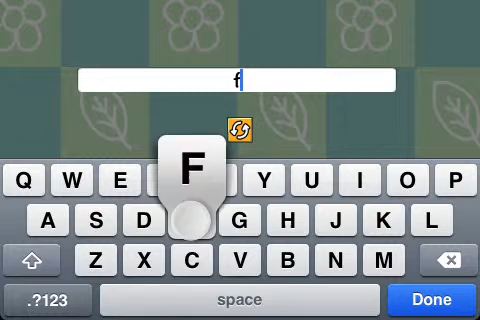 f
F
Q W E Y U I O P
A S D G H J K L
Z X C V B N M
.?123 space Done